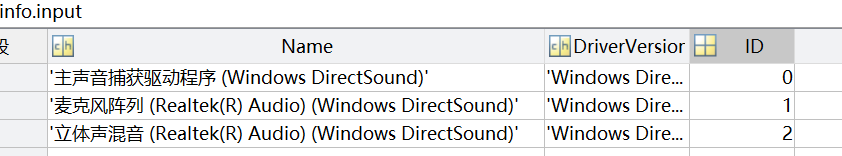 info.input
设 Name DriverVersior ID
'主声音捕获驱动程序 (Windows DirectSound)' 'Windows Dire... 0
'麦克风阵列 (Realtek(R) Audio) (Windows DirectSound)' 'Windows Dire... 1
'立体声混音 (Realtek(R) Audio) (Windows DirectSound)' 'Windows Dire... 2